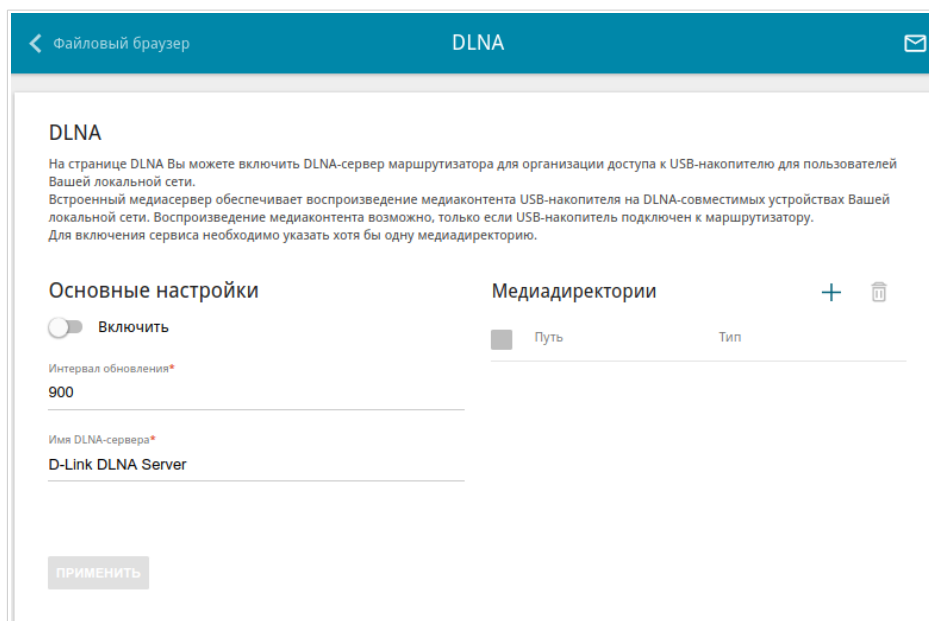 Файловый браузер
DLNA
DLNA
На странице DLNA Вы можете включить DLNA-сервер маршрутизатора для организации доступа к USB-накопителю для пользователей
Вашей локальной сети.
Встроенный медиасервер обеспечивает воспроизведение медиаконтента USB-накопителя на DLNA-совместимых устройствах Вашей
локальной сети. Воспроизведение медиаконтента возможно, только если USB-накопитель подключен к маршрутизатору.
Для включения сервиса необходимо указать хотя бы одну медиадиректорию.
Основные настройки
Включить
Интервал обновления*
900
Имя DLNA-сервера*
D-Link DLNA Server
ПРИМЕНИТЬ
Медиадиректории
Путь Тип